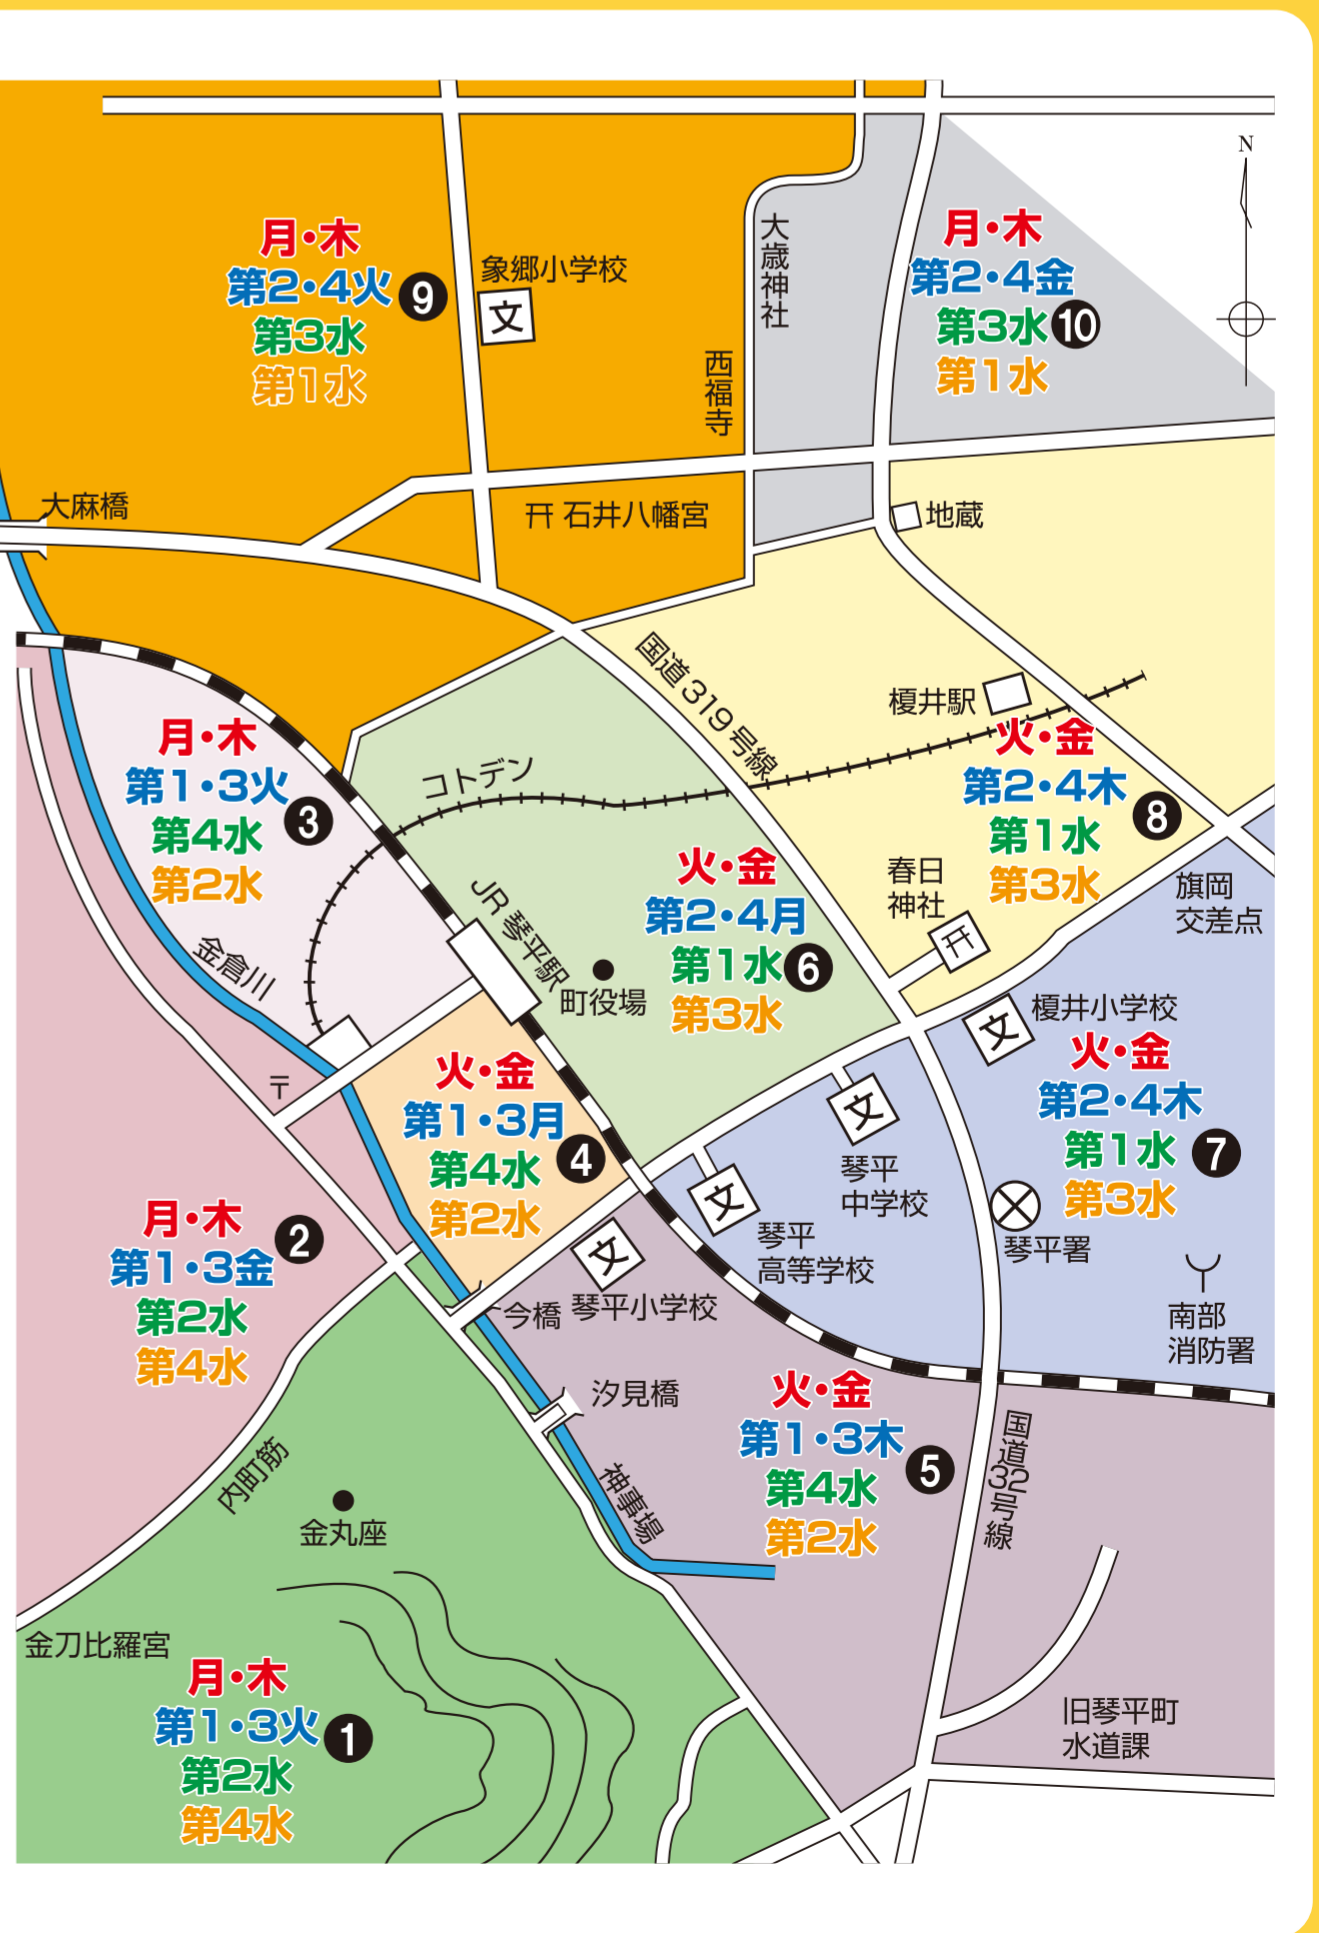 N
月・木
第2・4火
第3水
第1水
9
象郷小学校
文
大歳神社
西福寺
月・木
第2・4金
第3水
第1水
10
大麻橋
石井八幡宮
地蔵
国道319号線
榎井駅
火・金
第2・4木
第1水
第3水
8
月・木
第1・3火
第4水
第2水
3
コトデン
JR琴平駅
火・金
第2・4月
第1水
第3水
6
町役場
春日
神社
旗岡
交差点
金倉川
〒
榎井小学校
文
火・金
第2・4木
第1水
第3水
7
火・金
第1・3月
第4水
第2水
4
文
琴平
中学校
文
琴平
高等学校
琴平署
南部
消防署
月・木
第1・3金
第2水
第4水
2
文
今橋
琴平小学校
汐見橋
火・金
第1・3木
第4水
第2水
5
国道32号線
内町筋
神事場
金丸座
金刀比羅宮
月・木
第1・3火
第2水
第4水
1
旧琴平町
水道課